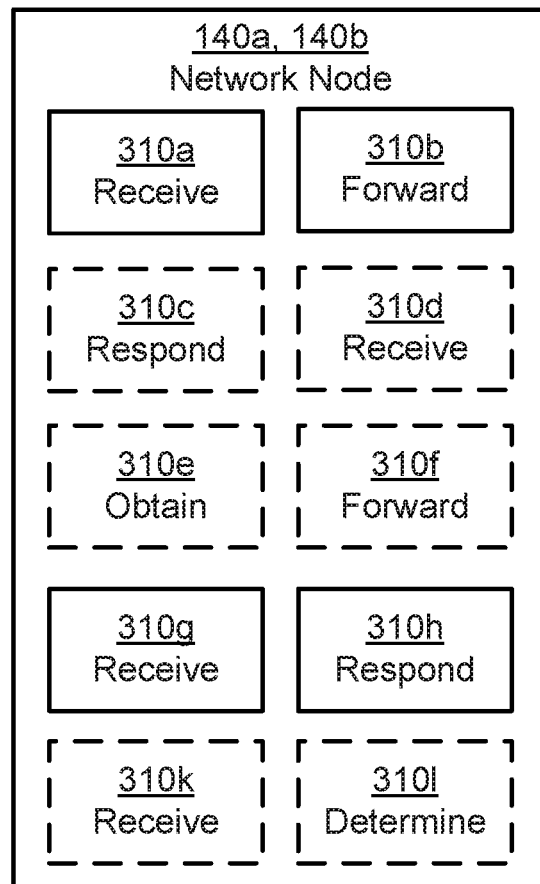 140a, 140b
Network Node
310a
Receive
310b
Forward
310c
Respond
310d
Receive
310e
Obtain
310f
Forward
310g
Receive
310h
Respond
310k
Receive
310l
Determine